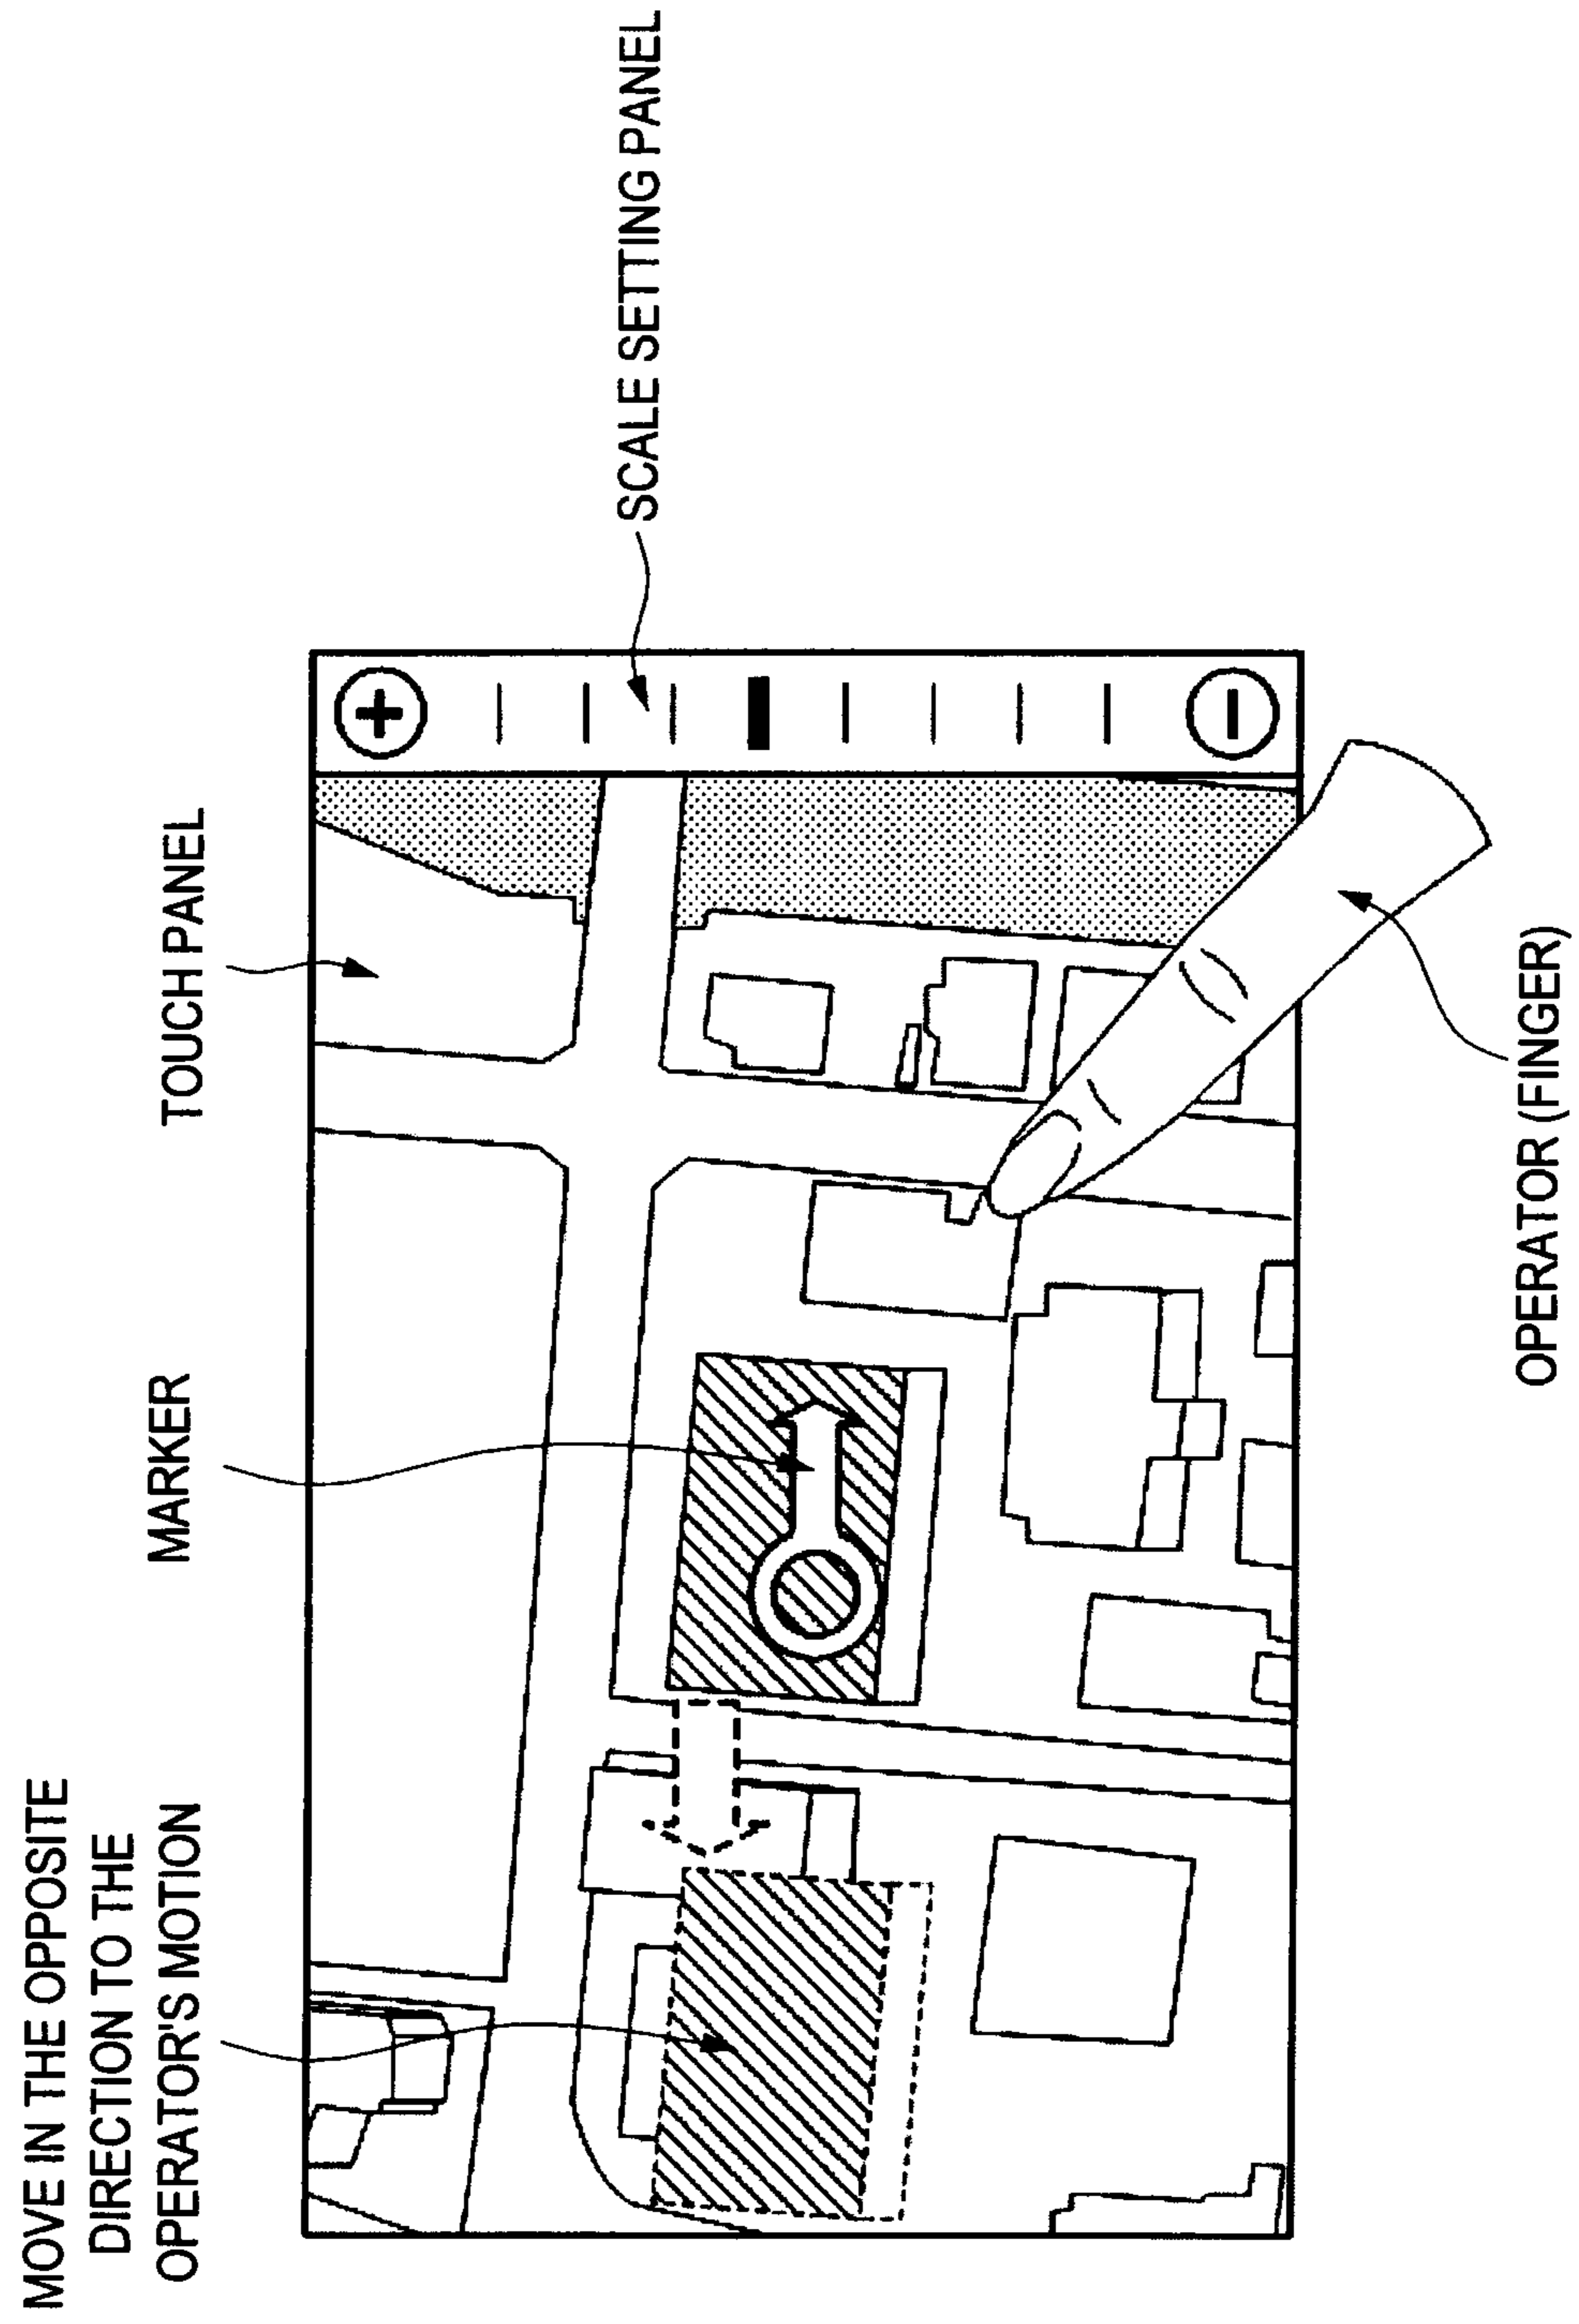 MOVE IN THE OPPOSITE
DIRECTION TO THE
OPERATOR'S MOTION
MARKER
TOUCH PANEL
SCALE SETTING PANEL
+
−
OPERATOR (FINGER)